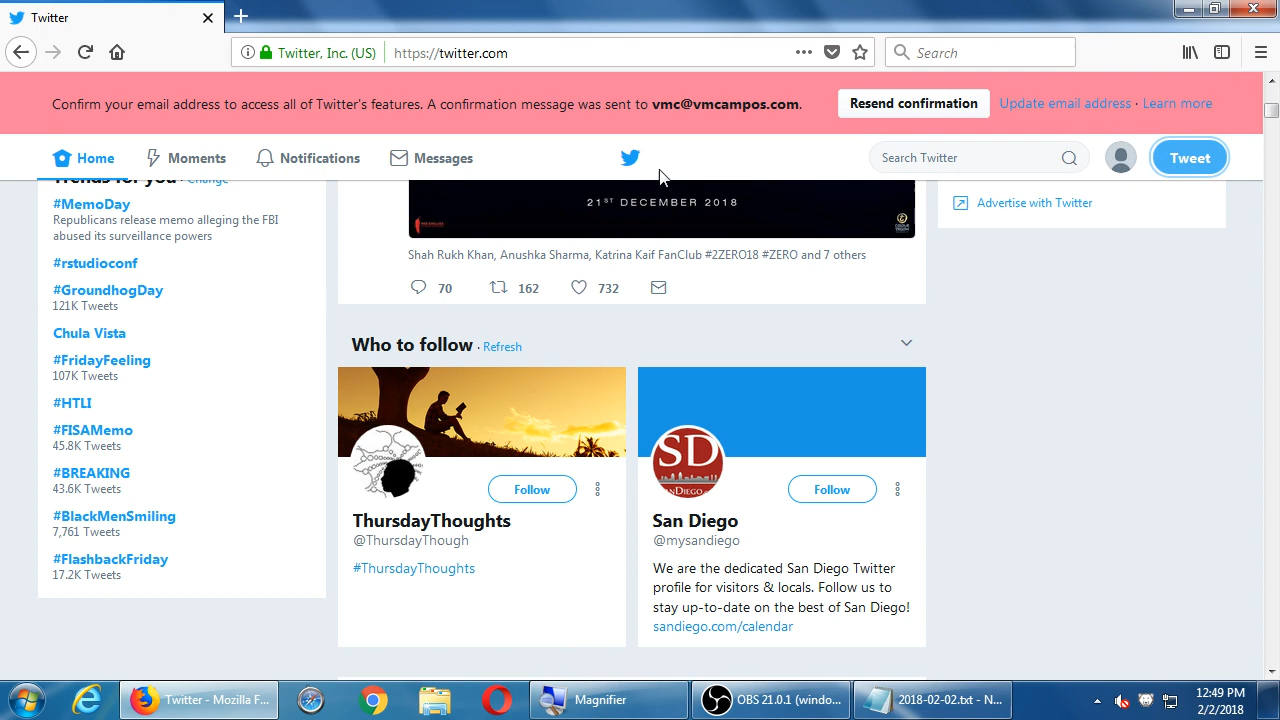 Twitter
Twitter, Inc. (US)
https://twitter.com
Search
Confirm your email address to access all of Twitter's features. A confirmation message was sent to vmc@vmcampos.com.
Resend confirmation
Update email address · Learn more
Home
Moments
Notifications
Messages
Search Twitter
Tweet
Trends for you · Change
#MemoDay
Republicans release memo alleging the FBI
abused its surveillance powers
#rstudioconf
#GroundhogDay
121K Tweets
Chula Vista
#FridayFeeling
107K Tweets
#HTLI
#FISAMemo
45.8K Tweets
#BREAKING
43.6K Tweets
#BlackMenSmiling
7,761 Tweets
#FlashbackFriday
17.2K Tweets
21ST DECEMBER 2018
Shah Rukh Khan, Anushka Sharma, Katrina Kaif FanClub #2ZERO18 #ZERO and 7 others
70
162
732
Who to follow · Refresh
Follow
ThursdayThoughts
@ThursdayThough
#ThursdayThoughts
SD
Follow
San Diego
@mysandiego
We are the dedicated San Diego Twitter
profile for visitors & locals. Follow us to
stay up-to-date on the best of San Diego!
sandiego.com/calendar
Advertise with Twitter
Twitter - Mozilla F...
Magnifier
OBS 21.0.1 (windo...
2018-02-02.txt - N...
12:49 PM
2/2/2018